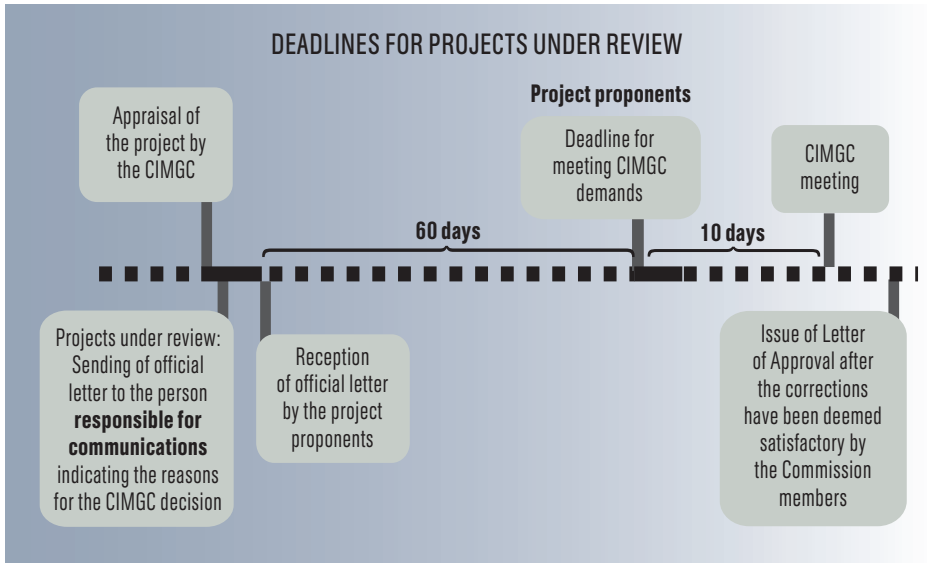 DEADLINES FOR PROJECTS UNDER REVIEW
Appraisal of
the project by
the CIMGC
Project proponents
Deadline for
meeting CIMGC
demands
CIMGC
meeting
60 days
10 days
Projects under review:
Sending of official
letter to the person
responsible for
communications
indicating the reasons
for the CIMGC decision
Reception
of official letter
by the project
proponents
Issue of Letter
of Approval after
the corrections
have been deemed
satisfactory by
the Commission
members